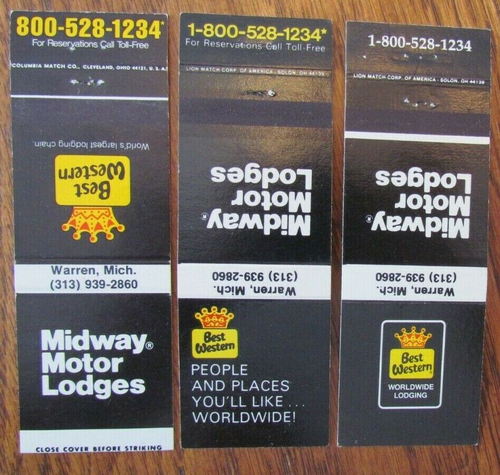 800-528-1234*
For Reservations Call Toll-Free
COLUMBIA MATCH CO., CLEVELAND, OHIO 44121, U.S.A.
World's largest lodging chain.
Best
Western
Warren, Mich.
(313) 939-2860
Midway®
Motor
Lodges
CLOSE COVER BEFORE STRIKING
1-800-528-1234*
For Reservations Call Toll-Free
LION MATCH CORP. OF AMERICA · SOLON, OH 44139
Midway®
Motor
Lodges
Warren, Mich.
(313) 939-2860
Best
Western
PEOPLE
AND PLACES
YOU'LL LIKE...
WORLDWIDE!
1-800-528-1234
LION MATCH CORP. OF AMERICA · SOLON, OH 44139
Midway®
Motor
Lodges
Warren, Mich.
(313) 939-2860
Best
Western
WORLDWIDE
LODGING